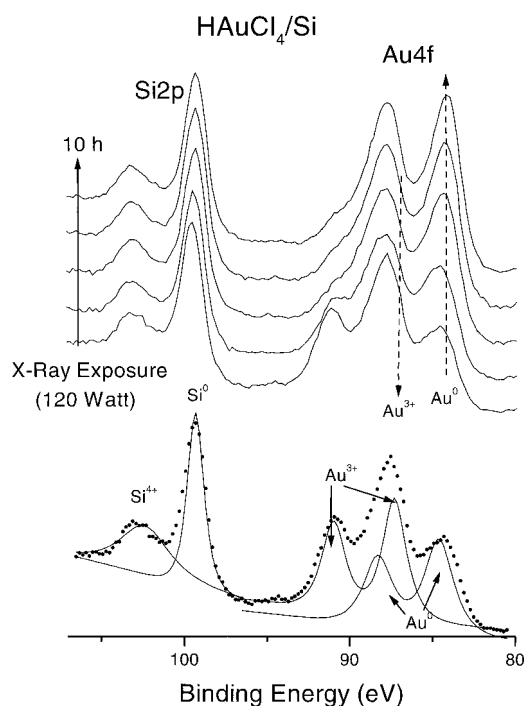 HAuCl₄/Si
Au4f
Si2p
10 h
X-Ray Exposure
(120 Watt)
Si⁰
Au³⁺
Au⁰
Si⁴⁺
Au³⁺
Au⁰
100
90
80
Binding Energy (eV)